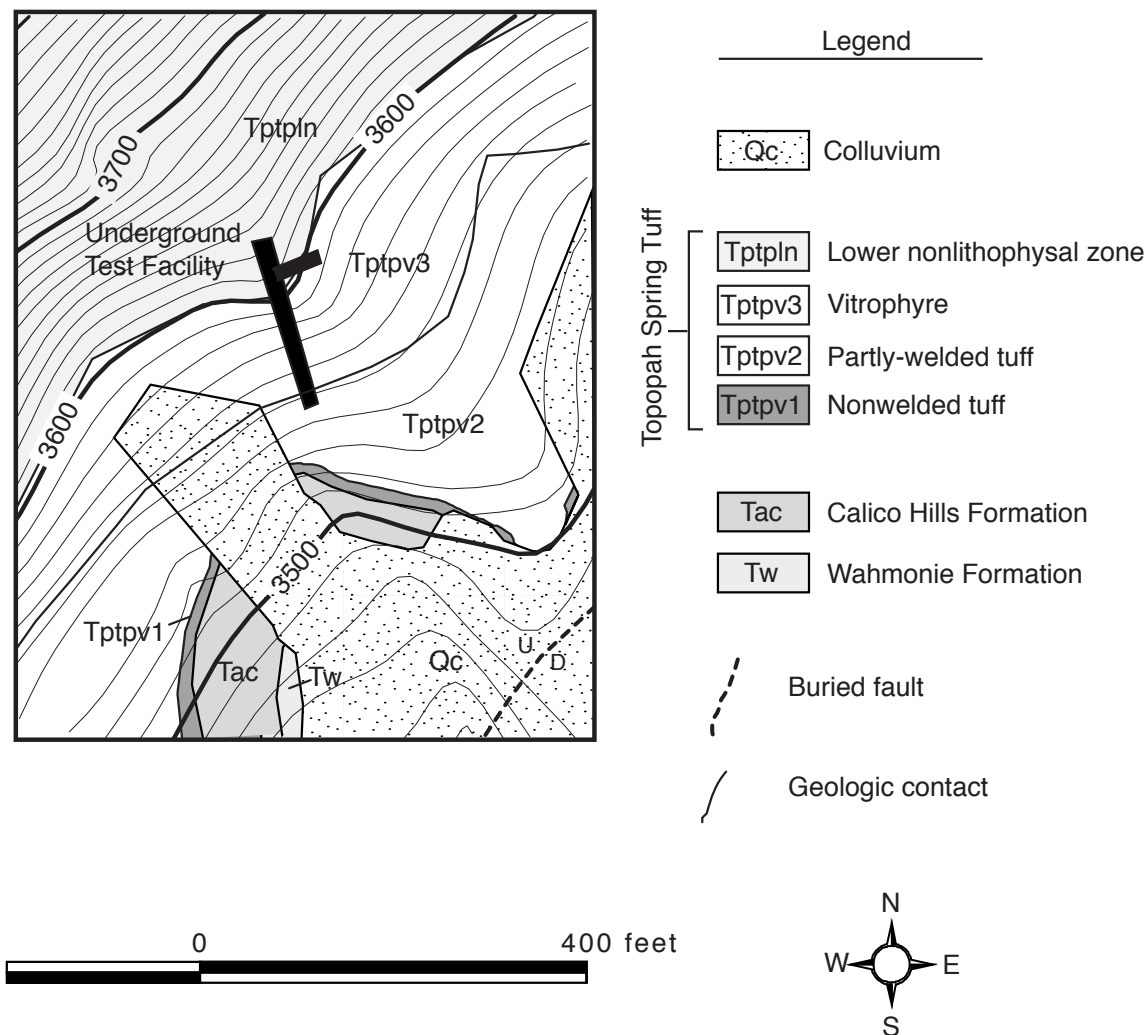 Tptpln
3600
3700
Underground
Test Facility
Tptpv3
3600
Tptpv2
3500
Tptpv1
Tac
Tw
Qc
U
D
Legend
Qc Colluvium
Topopah Spring Tuff
Tptpln Lower nonlithophysal zone
Tptpv3 Vitrophyre
Tptpv2 Partly-welded tuff
Tptpv1 Nonwelded tuff
Tac Calico Hills Formation
Tw Wahmonie Formation
Buried fault
Geologic contact
0 400 feet
N
W E
S